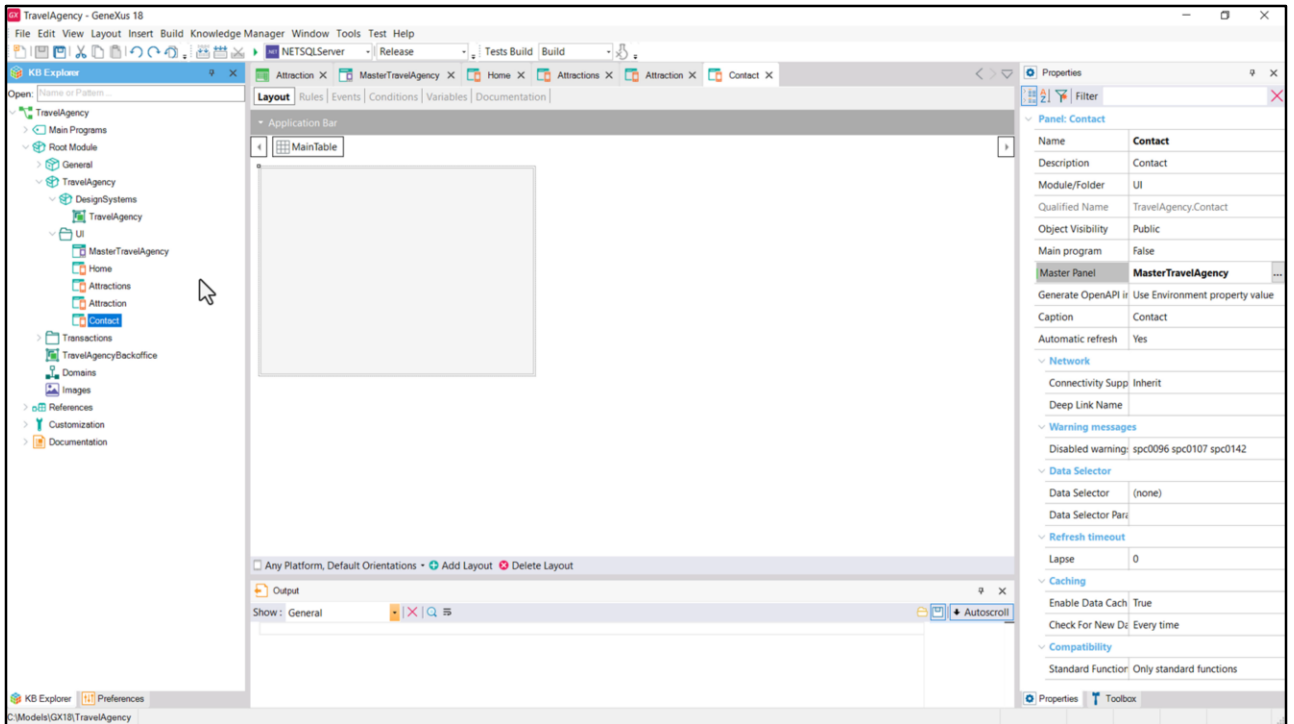 GX TravelAgency - GeneXus 18
File Edit View Layout Insert Build Knowledge Manager Window Tools Test Help
.NET NETSQLServer Release Tests Build Build
KB Explorer
Open: Name or Pattern ...
TravelAgency
Main Programs
Root Module
General
TravelAgency
DesignSystems
TravelAgency
UI
MasterTravelAgency
Home
Attractions
Attraction
Contact
Transactions
TravelAgencyBackoffice
Domains
Images
References
Customization
Documentation
KB Explorer Preferences
C:\Models\GX18\TravelAgency
Attraction X MasterTravelAgency X Home X Attractions X Attraction X Contact X
Layout Rules | Events | Conditions | Variables | Documentation |
Application Bar
MainTable
Any Platform, Default Orientations Add Layout Delete Layout
Output
Show: General Autoscroll
Properties
Filter
Panel: Contact
Name Contact
Description Contact
Module/Folder UI
Qualified Name TravelAgency.Contact
Object Visibility Public
Main program False
Master Panel MasterTravelAgency ...
Generate OpenAPI ir Use Environment property value
Caption Contact
Automatic refresh Yes
Network
Connectivity Supp Inherit
Deep Link Name
Warning messages
Disabled warning: spc0096 spc0107 spc0142
Data Selector
Data Selector (none)
Data Selector Para
Refresh timeout
Lapse 0
Caching
Enable Data Cach True
Check For New Da Every time
Compatibility
Standard Function Only standard functions
Properties Toolbox